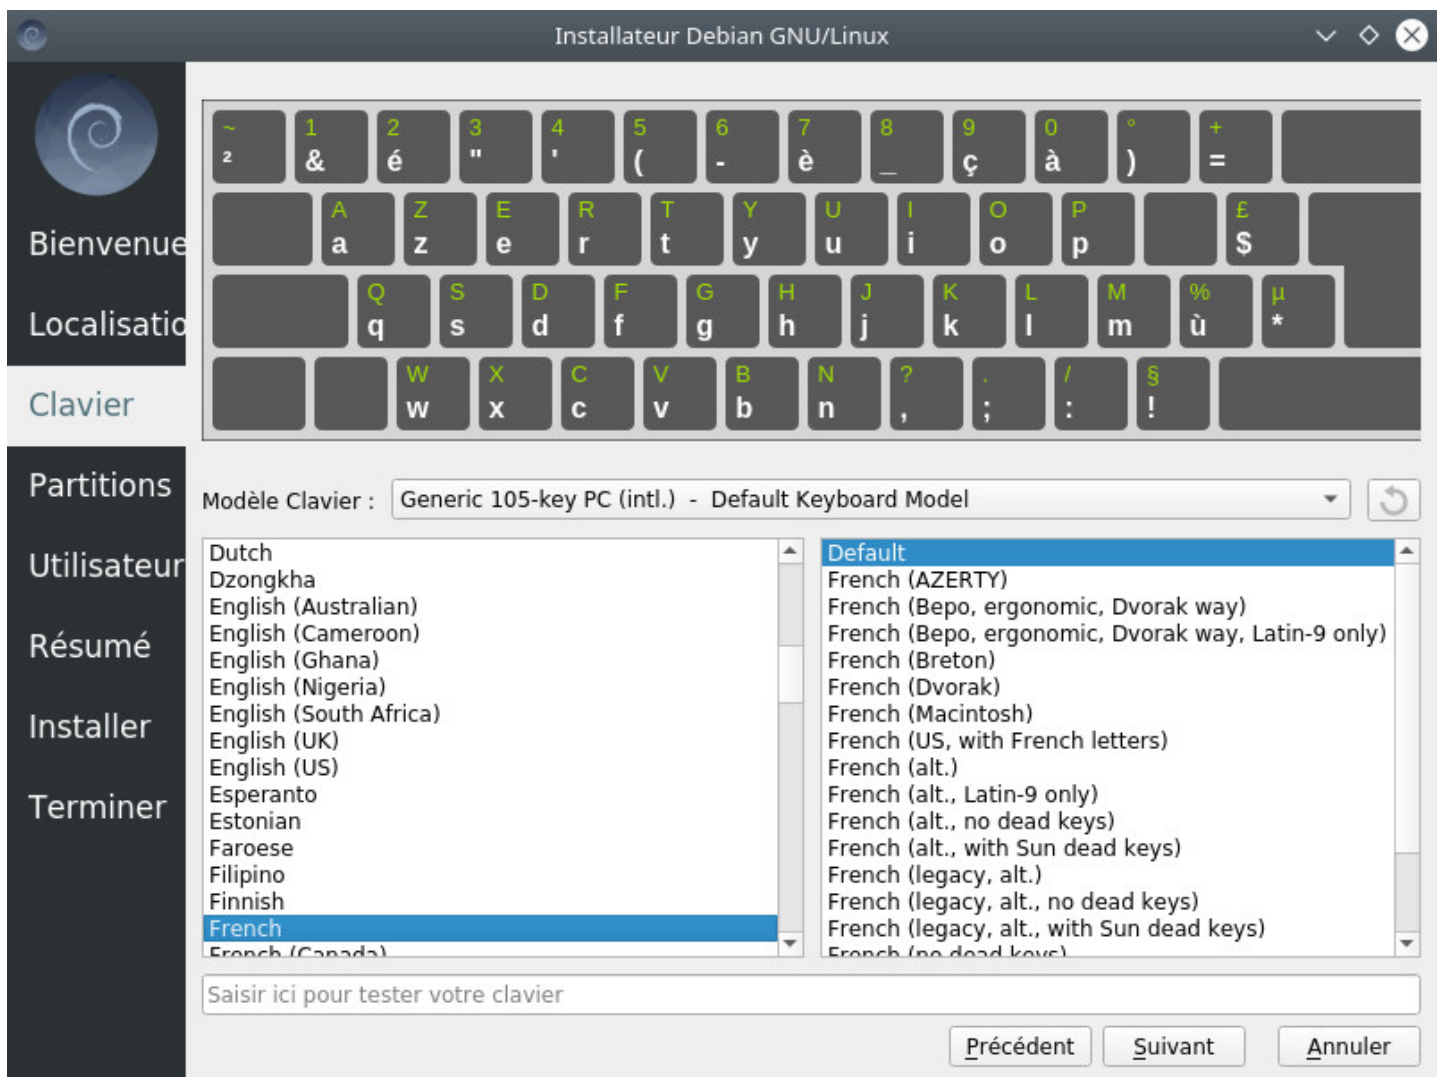 Installateur Debian GNU/Linux
~ 1 2 3 4 5 6 7 8 9 0 ° +
² & é " ' ( - è _ ç à ) =
A Z E R T Y U I O P £
a z e r t y u i o p $
Q S D F G H J K L M % µ
q s d f g h j k l m ù *
W X C V B N ? . / §
w x c v b n , ; : !
Bienvenue
Localisatio
Clavier
Partitions
Utilisateur
Résumé
Installer
Terminer
Modèle Clavier : Generic 105-key PC (intl.) - Default Keyboard Model
Dutch
Dzongkha
English (Australian)
English (Cameroon)
English (Ghana)
English (Nigeria)
English (South Africa)
English (UK)
English (US)
Esperanto
Estonian
Faroese
Filipino
Finnish
French
French (Canada)
Default
French (AZERTY)
French (Bepo, ergonomic, Dvorak way)
French (Bepo, ergonomic, Dvorak way, Latin-9 only)
French (Breton)
French (Dvorak)
French (Macintosh)
French (US, with French letters)
French (alt.)
French (alt., Latin-9 only)
French (alt., no dead keys)
French (alt., with Sun dead keys)
French (legacy, alt.)
French (legacy, alt., no dead keys)
French (legacy, alt., with Sun dead keys)
French (no dead keys)
Saisir ici pour tester votre clavier
Précédent Suivant Annuler